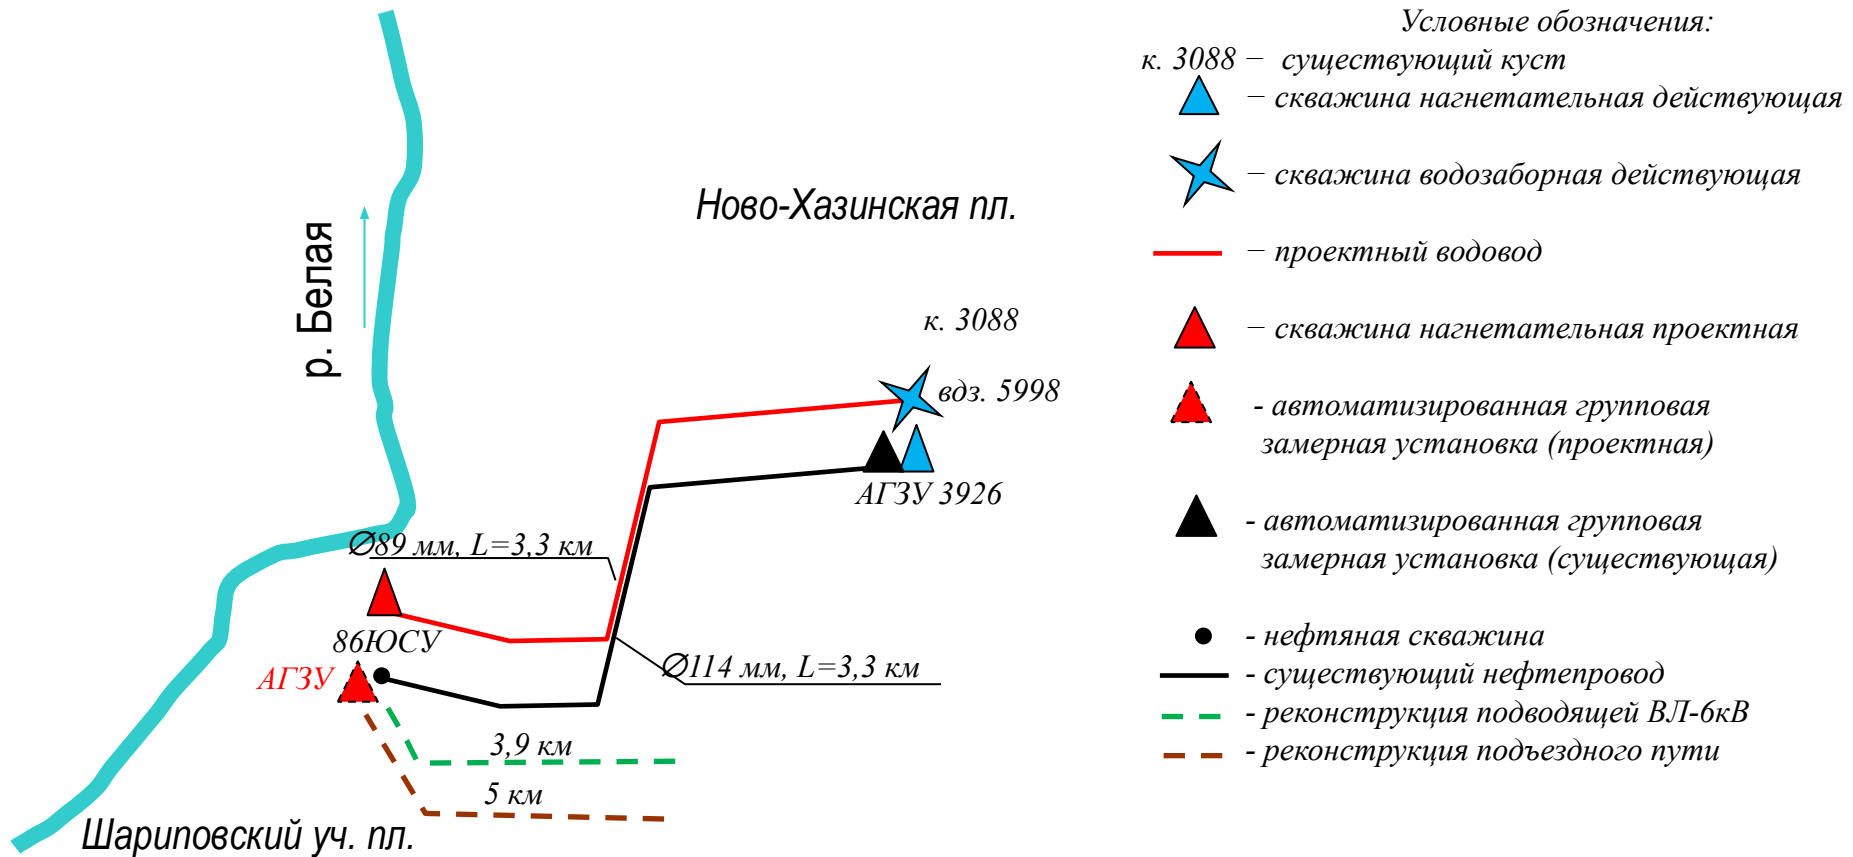 Условные обозначения:
к. 3088 − существующий куст
− скважина нагнетательная действующая
− скважина водозаборная действующая
− проектный водовод
− скважина нагнетательная проектная
- автоматизированная групповая
замерная установка (проектная)
- автоматизированная групповая
замерная установка (существующая)
- нефтяная скважина
- существующий нефтепровод
- реконструкция подводящей ВЛ-6кВ
- реконструкция подъездного пути
р. Белая
Ново-Хазинская пл.
к. 3088
вдз. 5998
АГЗУ 3926
∅89 мм, L=3,3 км
86ЮСУ
АГЗУ
∅114 мм, L=3,3 км
3,9 км
5 км
Шариповский уч. пл.